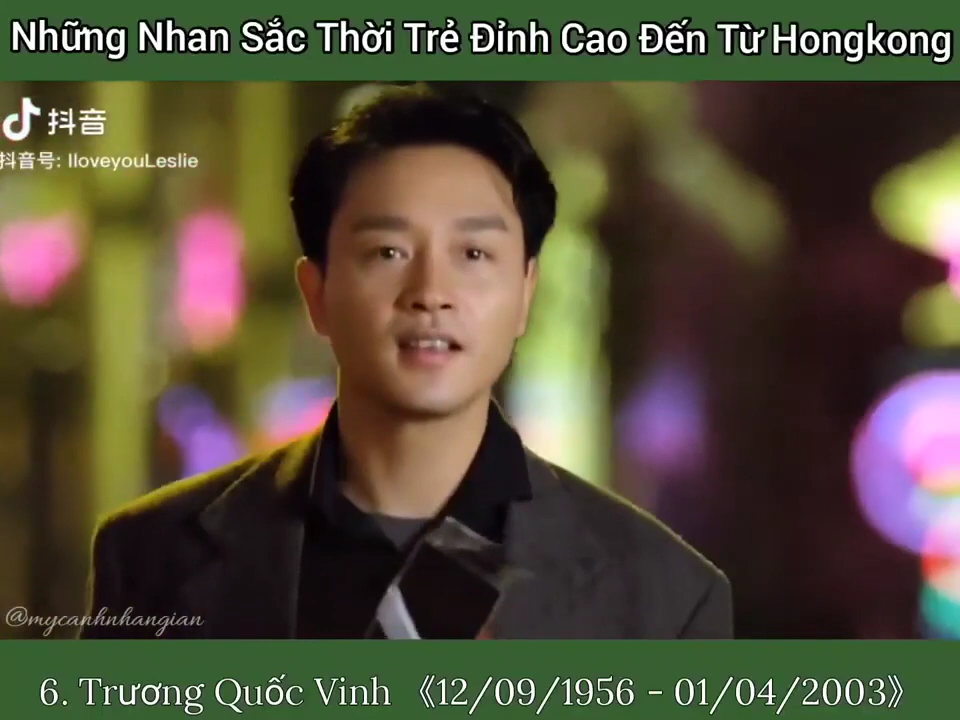 Những Nhan Sắc Thời Trẻ Đỉnh Cao Đến Từ Hongkong
抖音
抖音号: IloveyouLeslie
@mycanhnhangian
6. Trương Quốc Vinh 《12/09/1956 - 01/04/2003》